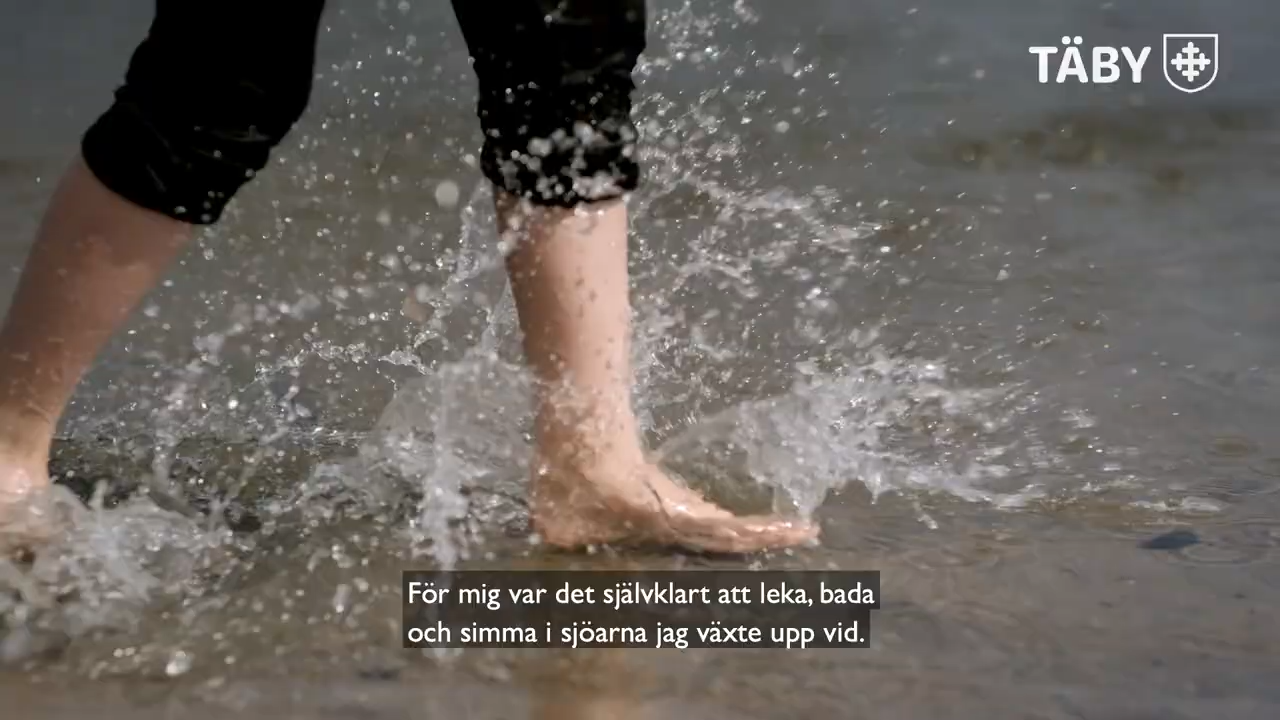 TÄBY
För mig var det självklart att leka, bada
och simma i sjöarna jag växte upp vid.